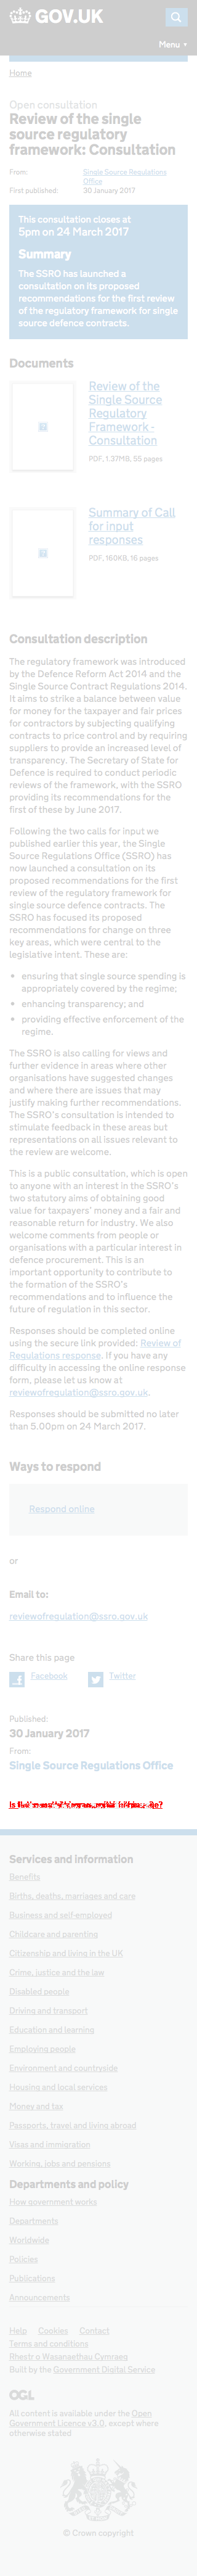 GOV.UK
Menu
Home
Open consultation
Review of the single
source regulatory
framework: Consultation
From: Single Source Regulations
Office
First published: 30 January 2017
This consultation closes at
5pm on 24 March 2017
Summary
The SSRO has launched a
consultation on its proposed
recommendations for the first review
of the regulatory framework for single
source defence contracts.
Documents
Review of the
Single Source
Regulatory
Framework -
Consultation
PDF, 1.37MB, 55 pages
Summary of Call
for input
responses
PDF, 160KB, 16 pages
Consultation description
The regulatory framework was introduced
by the Defence Reform Act 2014 and the
Single Source Contract Regulations 2014.
It aims to strike a balance between value
for money for the taxpayer and fair prices
for contractors by subjecting qualifying
contracts to price control and by requiring
suppliers to provide an increased level of
transparency. The Secretary of State for
Defence is required to conduct periodic
reviews of the framework, with the SSRO
providing its recommendations for the
first of these by June 2017.
Following the two calls for input we
published earlier this year, the Single
Source Regulations Office (SSRO) has
now launched a consultation on its
proposed recommendations for the first
review of the regulatory framework for
single source defence contracts. The
SSRO has focused its proposed
recommendations for change on three
key areas, which were central to the
legislative intent. These are:
• ensuring that single source spending is
appropriately covered by the regime;
• enhancing transparency; and
• providing effective enforcement of the
regime.
The SSRO is also calling for views and
further evidence in areas where other
organisations have suggested changes
and where there are issues that may
justify making further recommendations.
The SSRO's consultation is intended to
stimulate debate and encourage
observations on all issues relevant to
the review are welcome.
This is a public consultation, which is open
to anyone with an interest in the SSRO's
two statutory aims of obtaining good
value for taxpayers' money and a fair and
reasonable return for industry. We also
welcome comments from people or
organisations with a particular interest in
defence procurement. This is an
important opportunity to contribute to
the formation of the SSRO's
recommendations and to influence the
future of regulation in this sector.
Responses should be completed online
using the secure link provided: Review of
Regulations response. If you have any
difficulty in accessing the online response
form, please let us know at
reviewofregulation@ssro.gov.uk.
Responses should be submitted no later
than 5.00pm on 24 March 2017.
Ways to respond
Respond online
or
Email to:
reviewofregulation@ssro.gov.uk
Share this page
Facebook Twitter
Published:
30 January 2017
From:
Single Source Regulations Office
Services and information
Benefits
Births, deaths, marriages and care
Business and self-employed
Childcare and parenting
Citizenship and living in the UK
Crime, justice and the law
Disabled people
Driving and transport
Education and learning
Employing people
Environment and countryside
Housing and local services
Money and tax
Passports, travel and living abroad
Visas and immigration
Working, jobs and pensions
Departments and policy
How government works
Departments
Worldwide
Policies
Publications
Announcements
Help Cookies Contact
Terms and conditions
Rhestr o Wasanaethau Cymraeg
Built by the Government Digital Service
OGL
All content is available under the Open
Government Licence v3.0, except where
otherwise stated
© Crown copyright